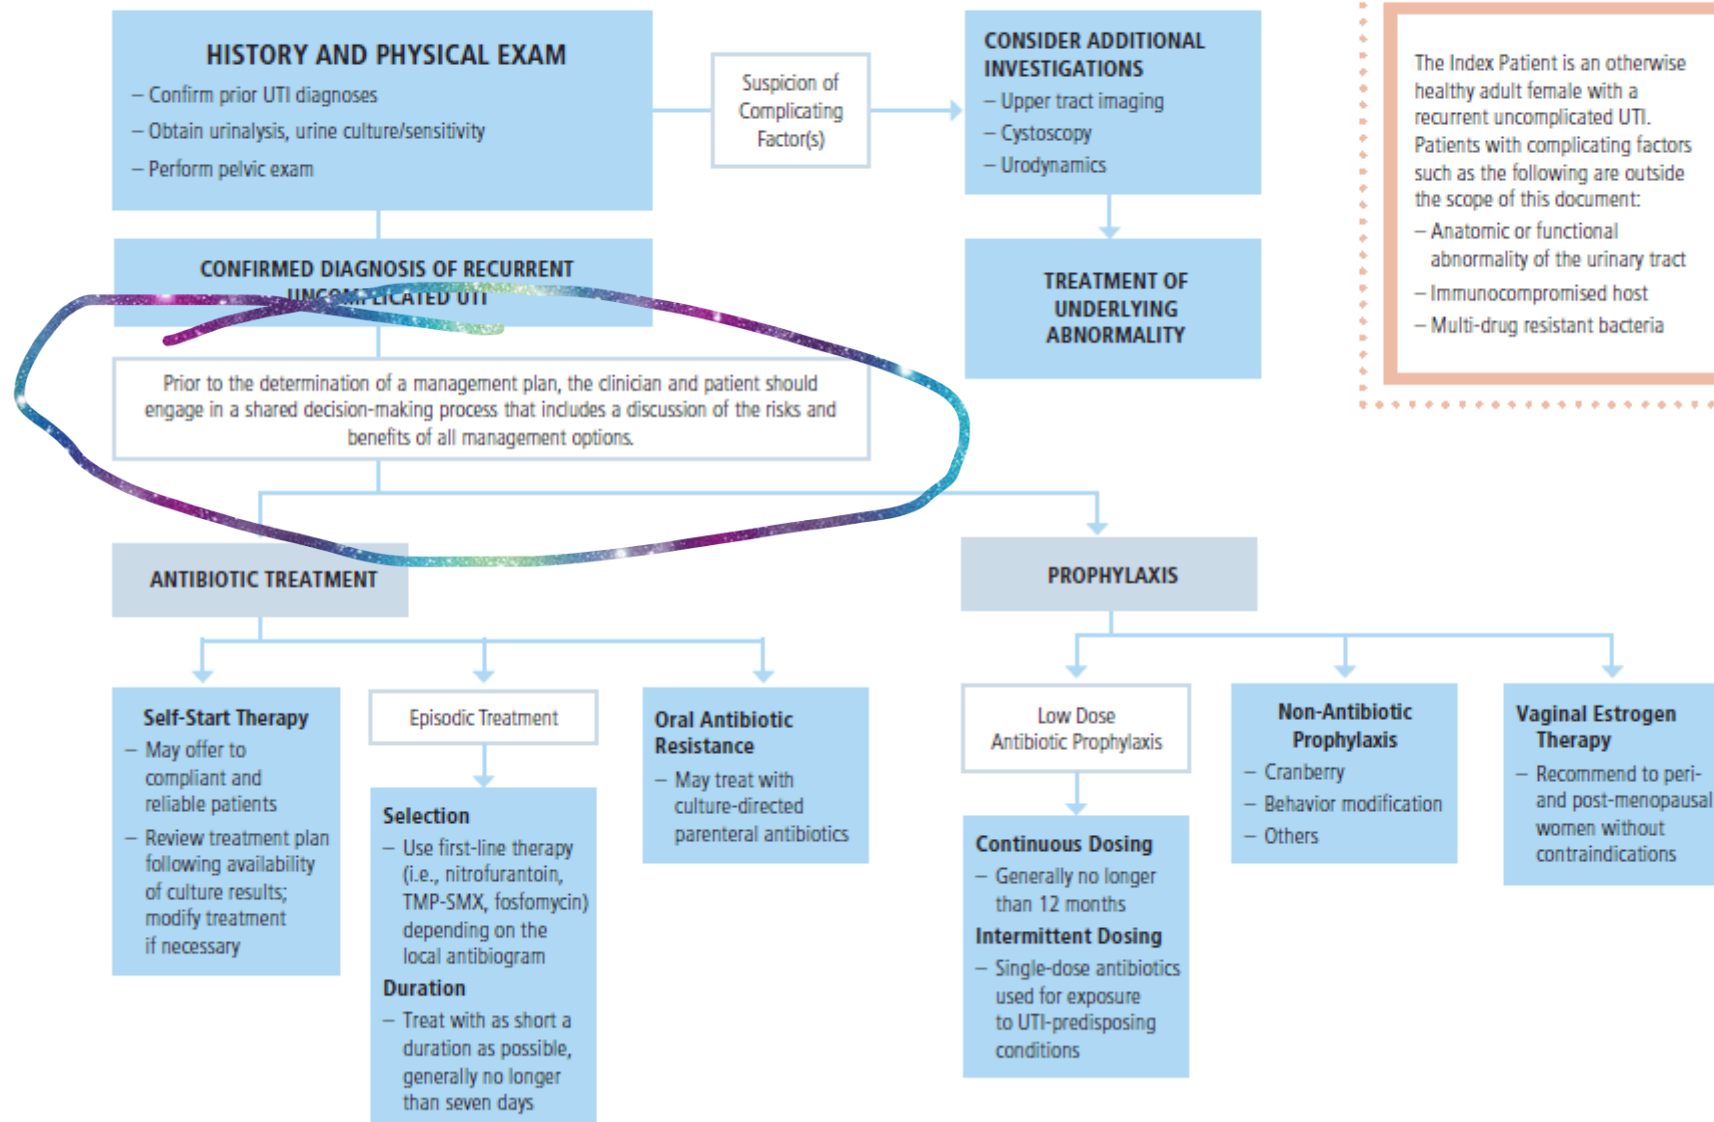 HISTORY AND PHYSICAL EXAM
– Confirm prior UTI diagnoses
– Obtain urinalysis, urine culture/sensitivity
– Perform pelvic exam
Suspicion of
Complicating
Factor(s)
CONSIDER ADDITIONAL
INVESTIGATIONS
– Upper tract imaging
– Cystoscopy
– Urodynamics
The Index Patient is an otherwise
healthy adult female with a
recurrent uncomplicated UTI.
Patients with complicating factors
such as the following are outside
the scope of this document:
– Anatomic or functional
abnormality of the urinary tract
– Immunocompromised host
– Multi-drug resistant bacteria
CONFIRMED DIAGNOSIS OF RECURRENT
UNCOMPLICATED UTI
TREATMENT OF
UNDERLYING
ABNORMALITY
Prior to the determination of a management plan, the clinician and patient should
engage in a shared decision-making process that includes a discussion of the risks and
benefits of all management options.
ANTIBIOTIC TREATMENT
PROPHYLAXIS
Self-Start Therapy
– May offer to
compliant and
reliable patients
– Review treatment plan
following availability
of culture results;
modify treatment
if necessary
Episodic Treatment
Selection
– Use first-line therapy
(i.e., nitrofurantoin,
TMP-SMX, fosfomycin)
depending on the
local antibiogram
Duration
– Treat with as short a
duration as possible,
generally no longer
than seven days
Oral Antibiotic
Resistance
– May treat with
culture-directed
parenteral antibiotics
Low Dose
Antibiotic Prophylaxis
Continuous Dosing
– Generally no longer
than 12 months
Intermittent Dosing
– Single-dose antibiotics
used for exposure
to UTI-predisposing
conditions
Non-Antibiotic
Prophylaxis
– Cranberry
– Behavior modification
– Others
Vaginal Estrogen
Therapy
– Recommend to peri-
and post-menopausal
women without
contraindications